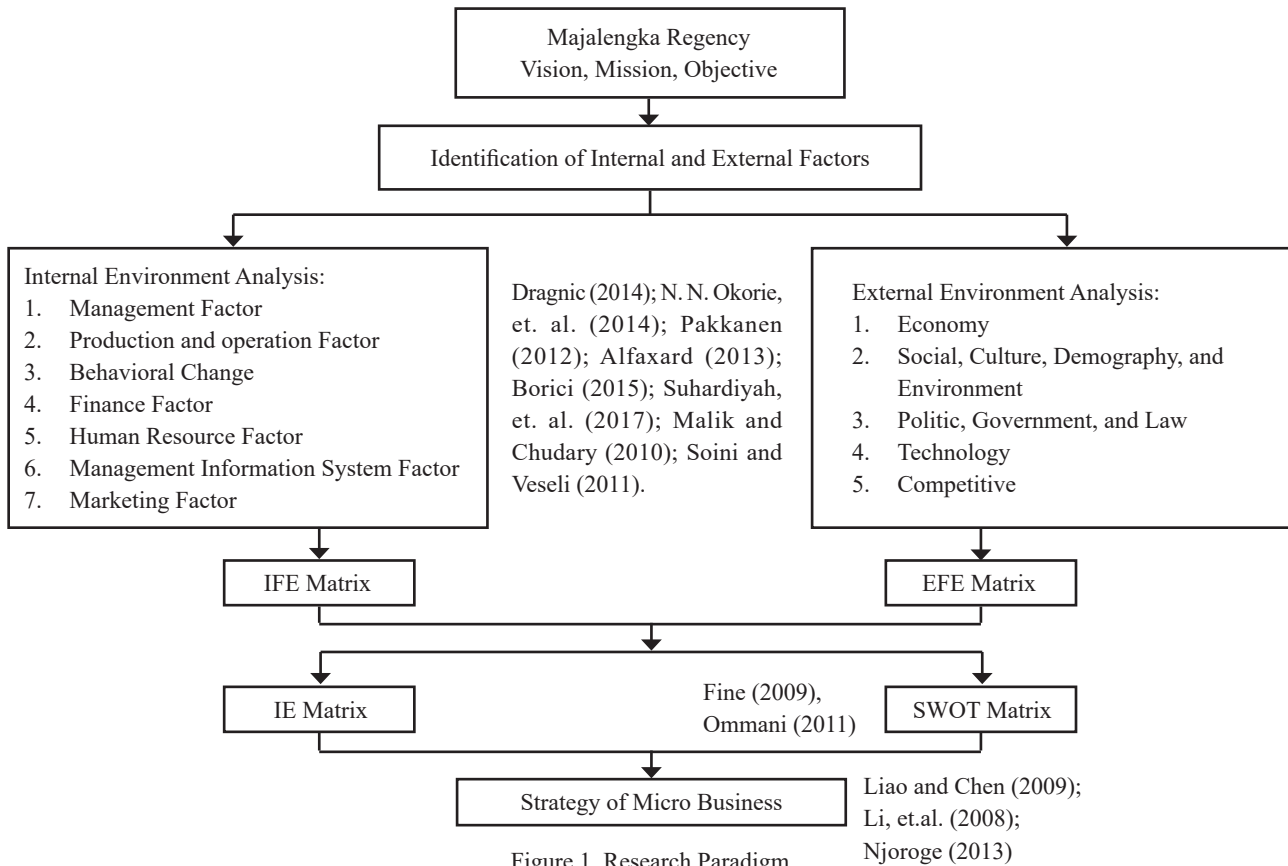 Majalengka Regency
Vision, Mission, Objective
Identification of Internal and External Factors
Internal Environment Analysis:
1. Management Factor
2. Production and operation Factor
3. Behavioral Change
4. Finance Factor
5. Human Resource Factor
6. Management Information System Factor
7. Marketing Factor
Dragnic (2014); N. N. Okorie,
et. al. (2014); Pakkanen
(2012); Alfaxard (2013);
Borici (2015); Suhardiyah,
et. al. (2017); Malik and
Chudary (2010); Soini and
Veseli (2011).
External Environment Analysis:
1. Economy
2. Social, Culture, Demography, and
Environment
3. Politic, Government, and Law
4. Technology
5. Competitive
IFE Matrix
EFE Matrix
IE Matrix
Fine (2009),
Ommani (2011)
SWOT Matrix
Strategy of Micro Business
Liao and Chen (2009);
Li, et.al. (2008);
Njoroge (2013)
Figure 1. Research Paradigm